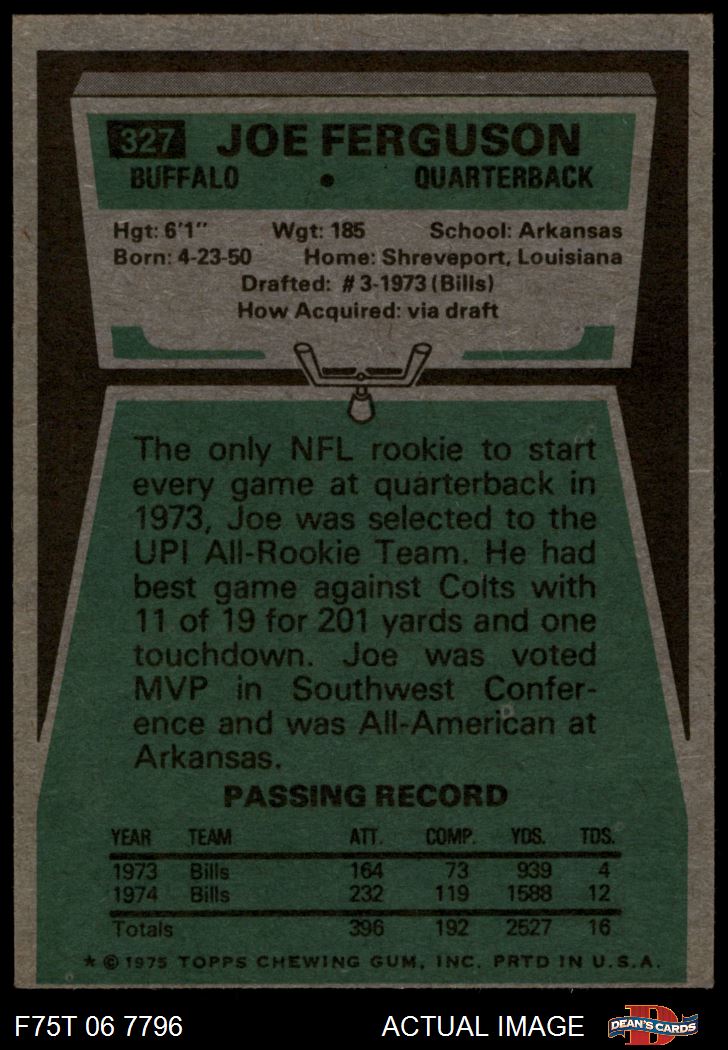 327 JOE FERGUSON
BUFFALO • QUARTERBACK
Hgt: 6'1" Wgt: 185 School: Arkansas
Born: 4-23-50 Home: Shreveport, Louisiana
Drafted: #3-1973 (Bills)
How Acquired: via draft
The only NFL rookie to start
every game at quarterback in
1973, Joe was selected to the
UPI All-Rookie Team. He had
best game against Colts with
11 of 19 for 201 yards and one
touchdown. Joe was voted
MVP in Southwest Confer-
ence and was All-American at
Arkansas.
PASSING RECORD
YEAR TEAM ATT. COMP. YDS. TDS.
1973 Bills 164 73 939 4
1974 Bills 232 119 1588 12
Totals 396 192 2527 16
* © 1975 TOPPS CHEWING GUM, INC. PRTD IN U.S.A.
F75T 06 7796 ACTUAL IMAGE D DEAN'S CARDS